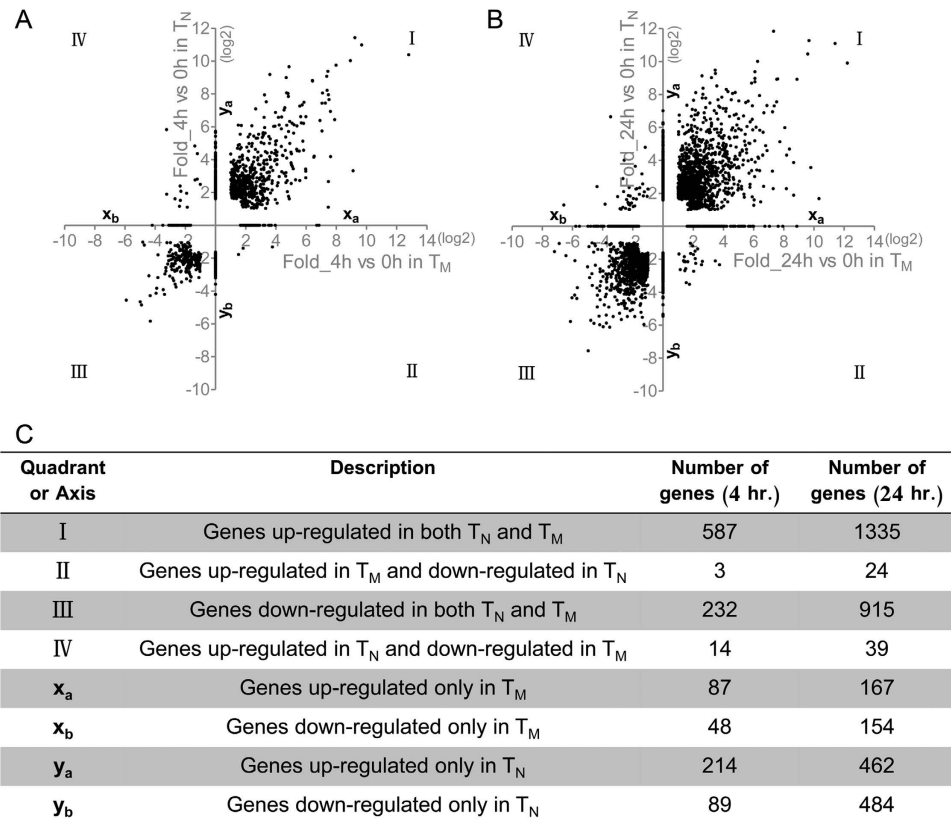 A
B
IV
I
IV
I
Fold_4h vs 0h in TN
(log2)
Fold_24h vs 0h in TN
(log2)
12
10
8
6
4
2
-2
-4
-6
-8
-10
ya
yb
xb
xa
-10 -8 -6 -4 -2 0 2 4 6 8 10 12 14 (log2)
Fold_4h vs 0h in TM
III
II
12
10
8
6
4
2
-2
-4
-6
-8
-10
ya
yb
xb
xa
-10 -8 -6 -4 -2 0 2 4 6 8 10 12 14 (log2)
Fold_24h vs 0h in TM
III
II
C
Quadrant or Axis Description Number of genes (4 hr.) Number of genes (24 hr.)
I Genes up-regulated in both TN and TM 587 1335
II Genes up-regulated in TM and down-regulated in TN 3 24
III Genes down-regulated in both TN and TM 232 915
IV Genes up-regulated in TN and down-regulated in TM 14 39
xa Genes up-regulated only in TM 87 167
xb Genes down-regulated only in TM 48 154
ya Genes up-regulated only in TN 214 462
yb Genes down-regulated only in TN 89 484